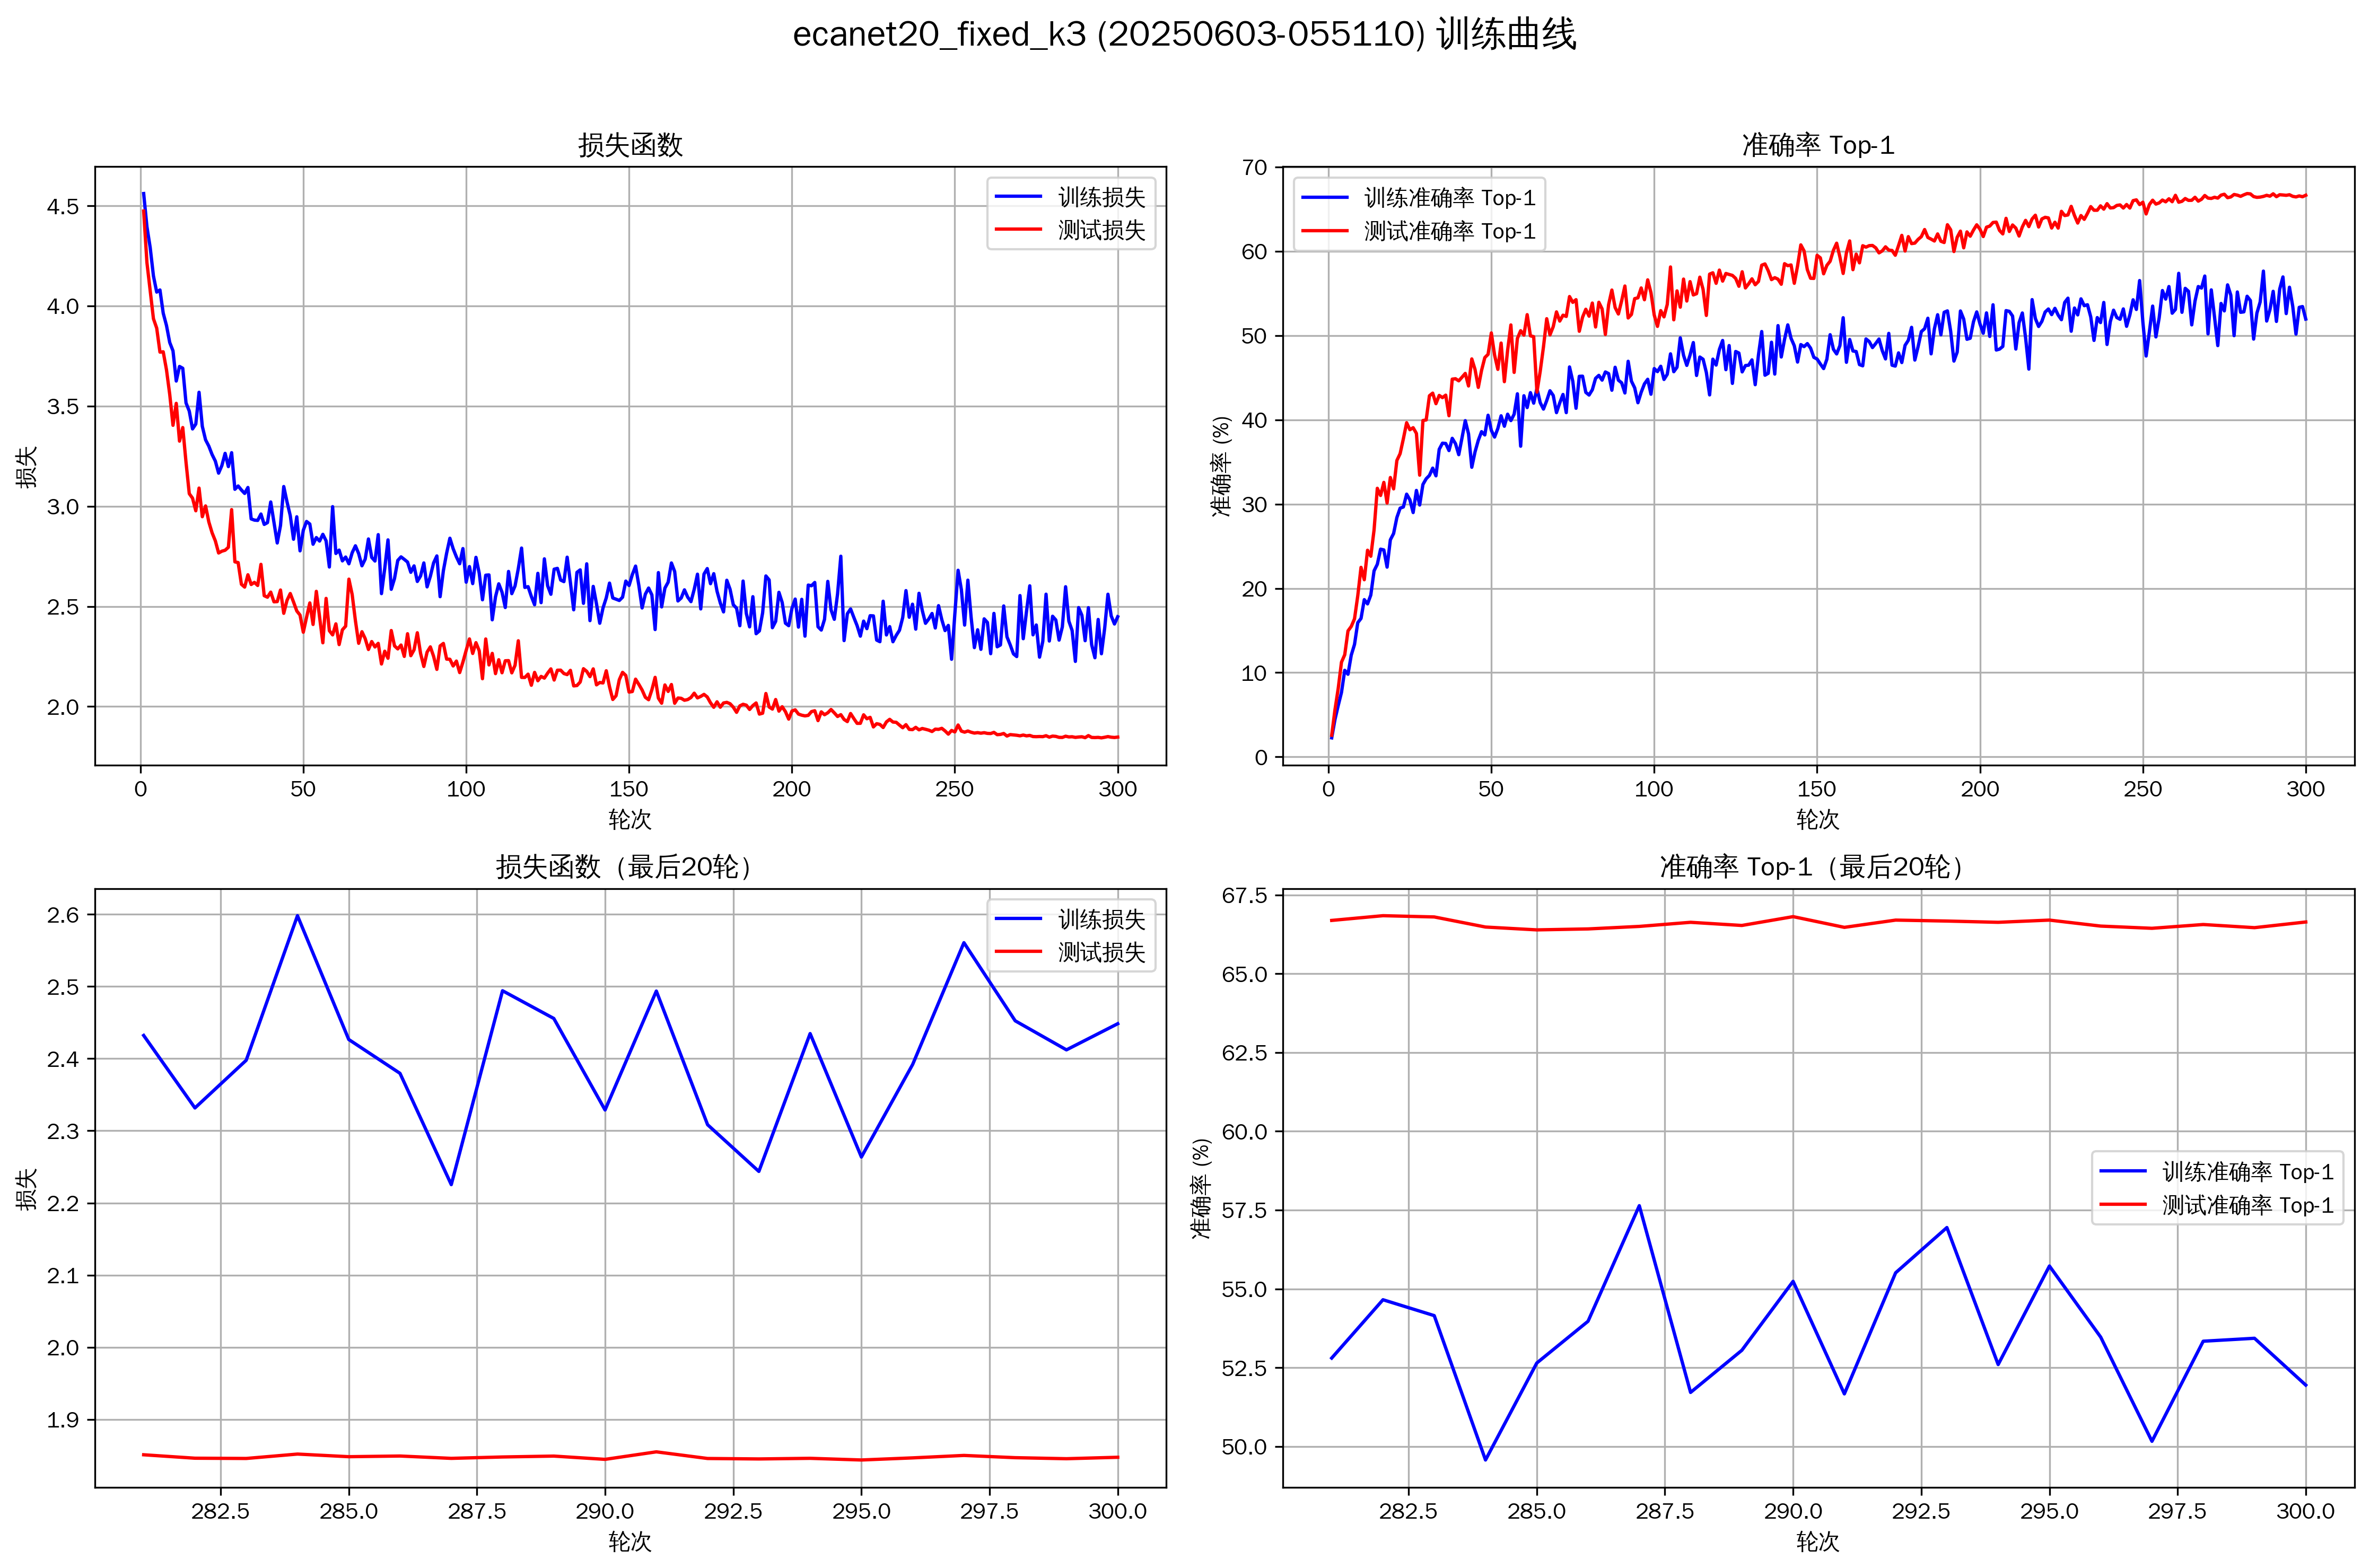 ecanet20_fixed_k3 (20250603-055110) 训练曲线
损失函数
训练损失
测试损失
4.5
4.0
3.5
3.0
2.5
2.0
损失
0 50 100 150 200 250 300
轮次
准确率 Top-1
训练准确率 Top-1
测试准确率 Top-1
70
60
50
40
30
20
10
0
准确率 (%)
0 50 100 150 200 250 300
轮次
损失函数（最后20轮）
训练损失
测试损失
2.6
2.5
2.4
2.3
2.2
2.1
2.0
1.9
损失
282.5 285.0 287.5 290.0 292.5 295.0 297.5 300.0
轮次
准确率 Top-1（最后20轮）
67.5
65.0
62.5
60.0
57.5
55.0
52.5
50.0
准确率 (%)
训练准确率 Top-1
测试准确率 Top-1
282.5 285.0 287.5 290.0 292.5 295.0 297.5 300.0
轮次